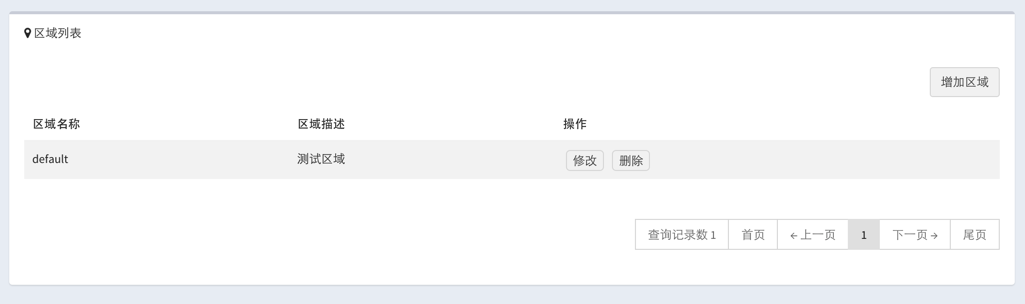 区域列表
增加区域
区域名称 区域描述 操作
default 测试区域 修改 删除
查询记录数 1 首页 ← 上一页 1 下一页 → 尾页